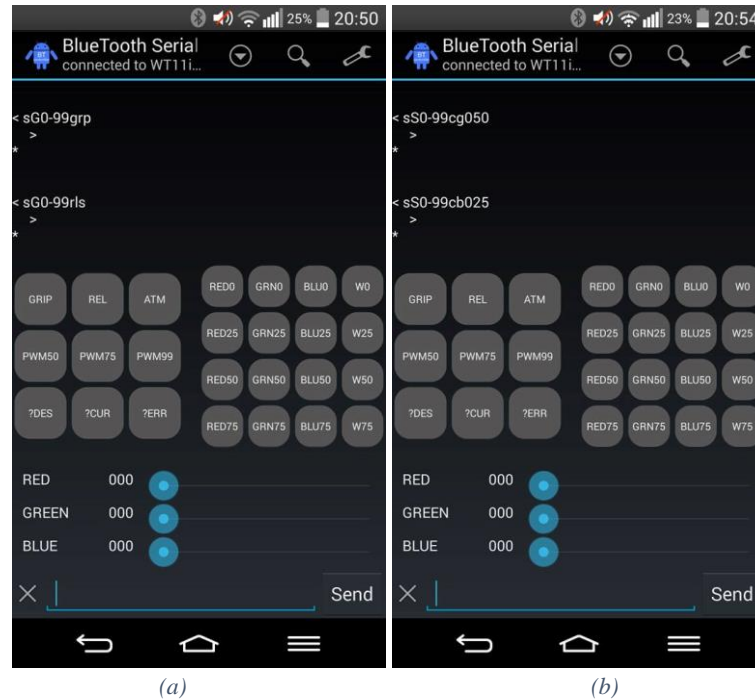 25% 20:50
BlueTooth Serial
connected to WT11i...
< sG0-99grp
>
*
< sG0-99rls
>
*
GRIP REL ATM
PWM50 PWM75 PWM99
?DES ?CUR ?ERR
RED0 GRN0 BLU0 W0
RED25 GRN25 BLU25 W25
RED50 GRN50 BLU50 W50
RED75 GRN75 BLU75 W75
RED 000
GREEN 000
BLUE 000
Send
(a)
23% 20:54
BlueTooth Serial
connected to WT11i...
< sS0-99cg050
>
*
< sS0-99cb025
>
*
GRIP REL ATM
PWM50 PWM75 PWM99
?DES ?CUR ?ERR
RED0 GRN0 BLU0 W0
RED25 GRN25 BLU25 W25
RED50 GRN50 BLU50 W50
RED75 GRN75 BLU75 W75
RED 000
GREEN 000
BLUE 000
Send
(b)